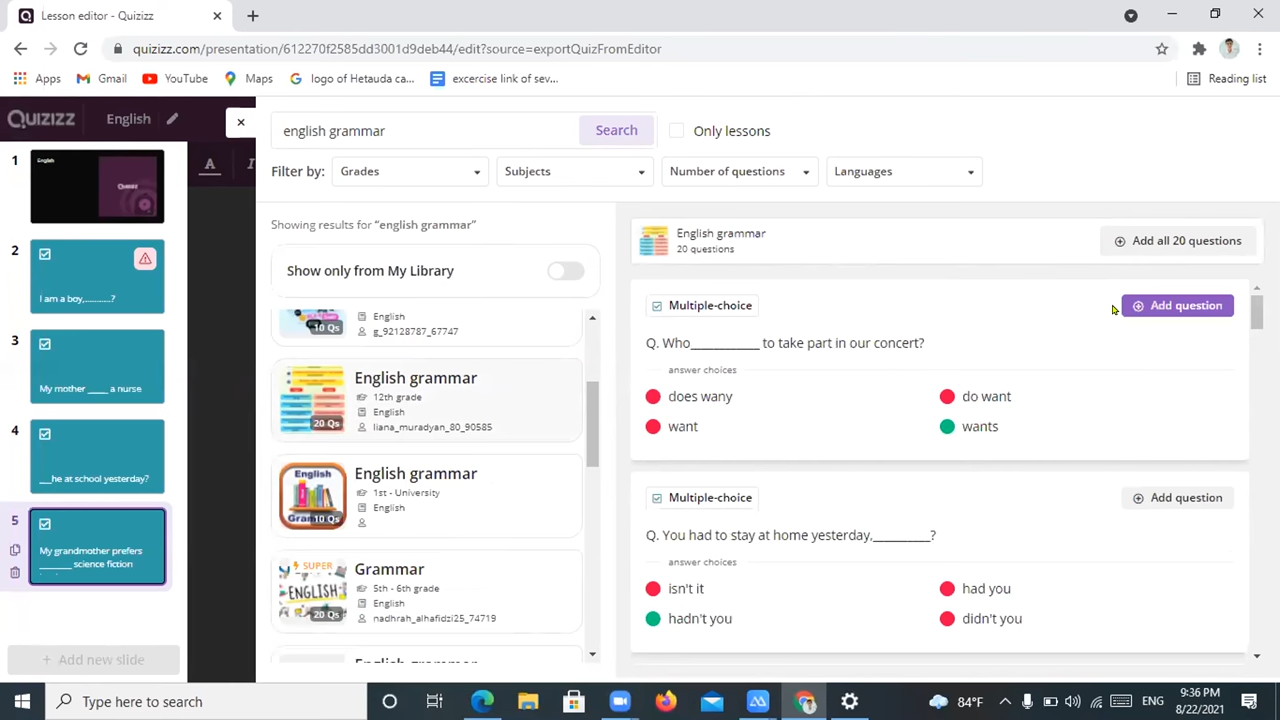 Lesson editor - Quizizz
quizizz.com/presentation/612270f2585dd3001d9deb44/edit?source=exportQuizFromEditor
Apps Gmail YouTube Maps logo of Hetauda ca... excercise link of sev... Reading list
QUIZIZZ English
1
English
Quizizz
2
I am a boy,...........?
3
My mother _____ a nurse
4
___he at school yesterday?
5
My grandmother prefers
________ science fiction
+ Add new slide
A I
english grammar Search Only lessons
Filter by: Grades Subjects Number of questions Languages
Showing results for “english grammar”
Show only from My Library
English
10 Qs
g_92128787_67747
English grammar
12th grade
English
20 Qs
liana_muradyan_80_90585
English grammar
1st - University
English
English
10 Qs
SUPER
Grammar
5th - 6th grade
ENGLISH
English
20 Qs
nadhrah_alhafidzi25_74719
English grammar
20 questions
Add all 20 questions
Multiple-choice Add question
Q. Who____________ to take part in our concert?
answer choices
does wany do want
want wants
Multiple-choice Add question
Q. You had to stay at home yesterday,__________?
answer choices
isn't it had you
hadn't you didn't you
Type here to search
84°F ENG
9:36 PM
8/22/2021